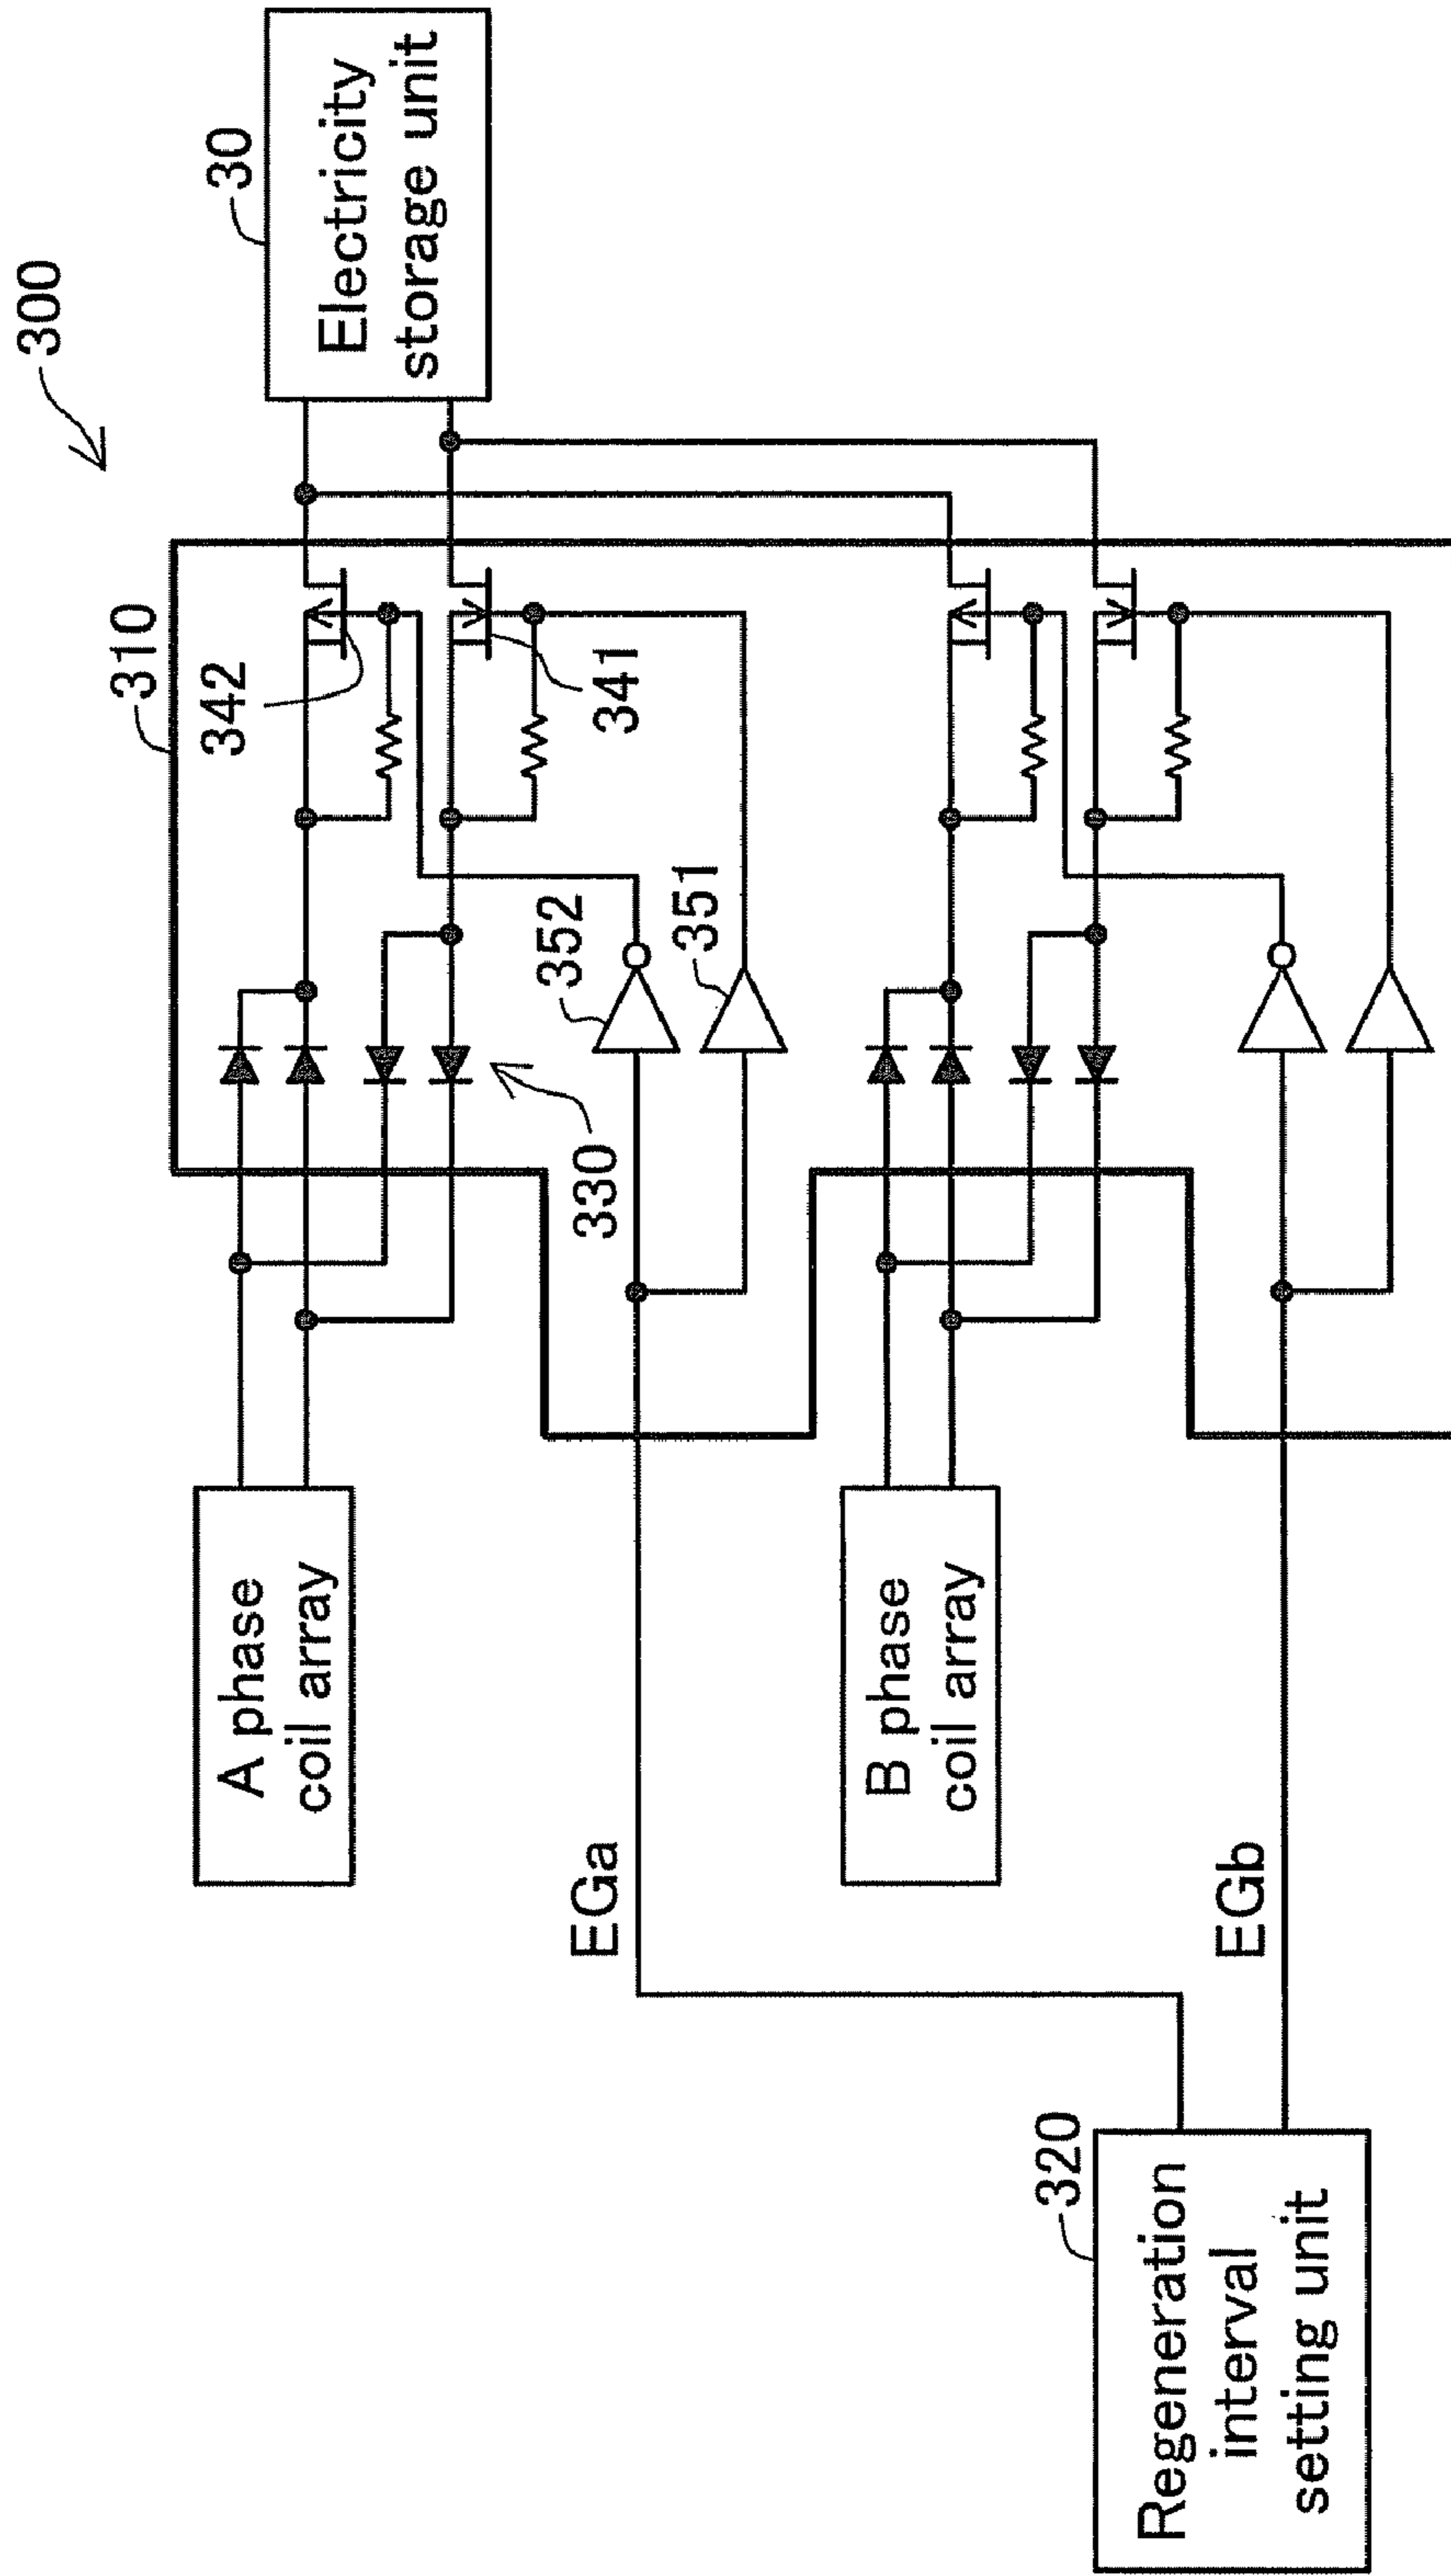 300
30
Electricity
storage unit
310
342
341
352
351
330
A phase
coil array
EGa
B phase
coil array
EGb
320
Regeneration
interval
setting unit